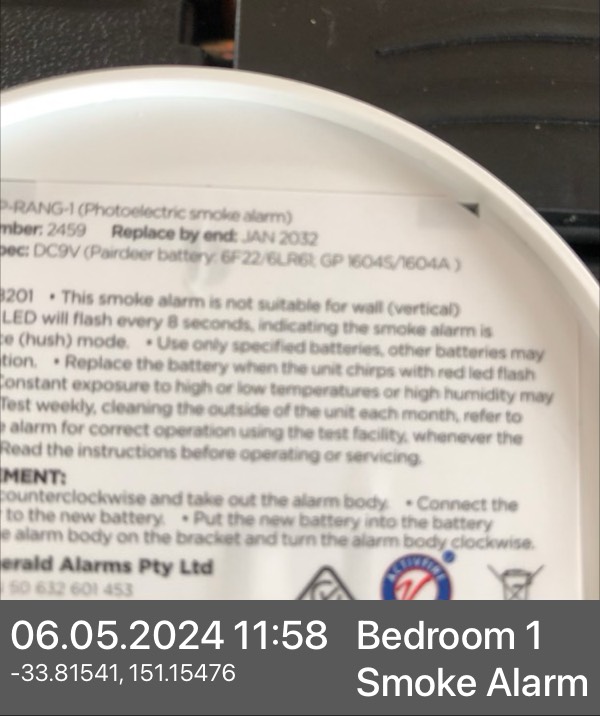 P-RANG-1 (Photoelectric smoke alarm)
mber: 2459 Replace by end: JAN 2032
pec: DC9V (Pairdeer battery: 6F22/6LR61; GP 1604S/1604A )
3201 • This smoke alarm is not suitable for wall (vertical)
LED will flash every 8 seconds, indicating the smoke alarm is
e (hush) mode. • Use only specified batteries, other batteries may
tion. • Replace the battery when the unit chirps with red led flash
Constant exposure to high or low temperatures or high humidity may
Test weekly, cleaning the outside of the unit each month, refer to
e alarm for correct operation using the test facility, whenever the
Read the instructions before operating or servicing.
MENT:
counterclockwise and take out the alarm body. • Connect the
to the new battery. • Put the new battery into the battery
e alarm body on the bracket and turn the alarm body clockwise.
erald Alarms Pty Ltd
50 632 601 453
ACTIVFIRE
06.05.2024 11:58 Bedroom 1
-33.81541, 151.15476 Smoke Alarm